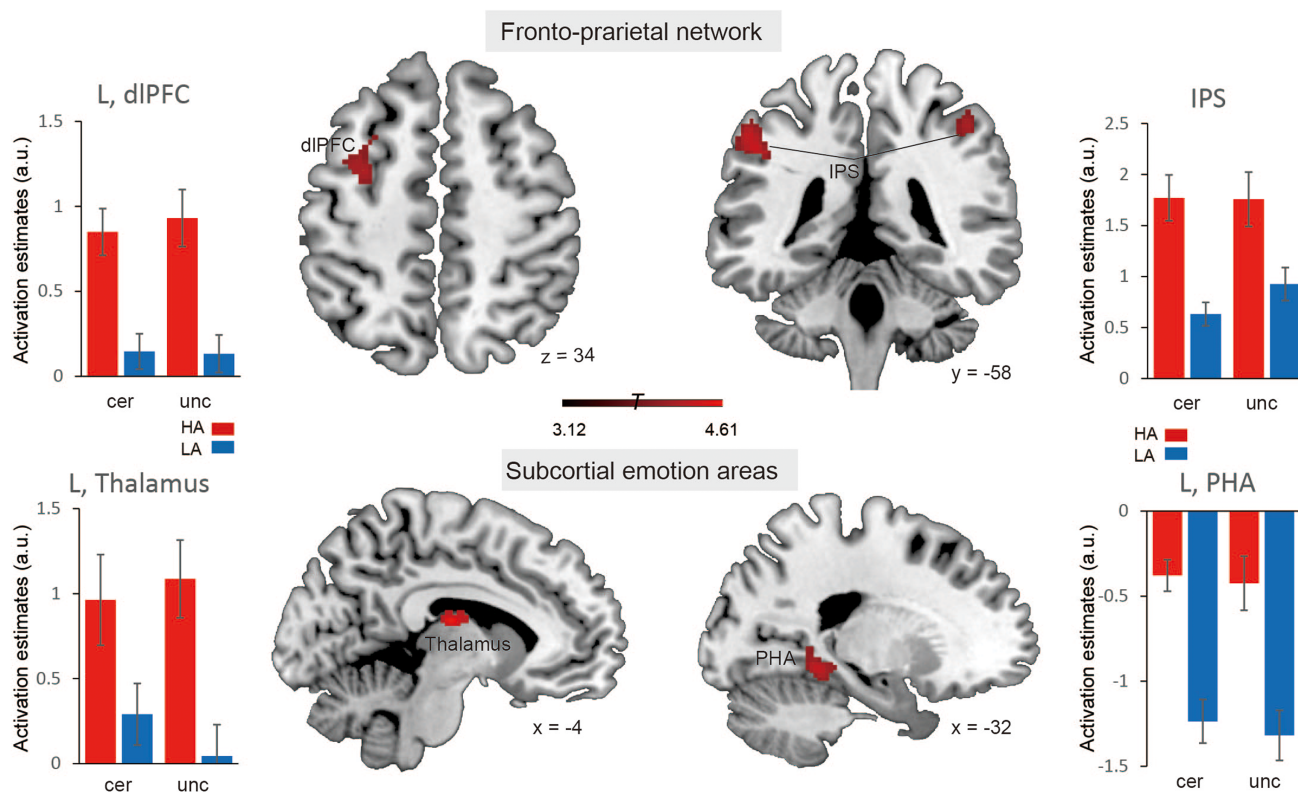 Fronto-prarietal network
L, dlPFC
Activation estimates (a.u.)
1.5
1
0.5
0
cer unc
HA
LA
dlPFC
z = 34
IPS
y = -58
IPS
Activation estimates (a.u.)
2.5
2
1.5
1
0.5
0
cer unc
HA
LA
T
3.12 4.61
Subcortial emotion areas
L, Thalamus
Activation estimates (a.u.)
1.5
1
0.5
0
cer unc
Thalamus
x = -4
PHA
x = -32
L, PHA
Activation estimates (a.u.)
0
-0.5
-1
-1.5
cer unc